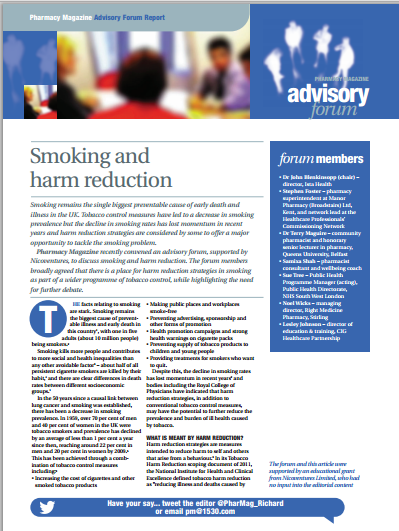 Pharmacy Magazine Advisory Forum Report
PHARMACY MAGAZINE
advisory
forum
Smoking and
harm reduction
Smoking remains the single biggest preventable cause of early death and
illness in the UK. Tobacco control measures have led to a decrease in smoking
prevalence but the decline in smoking rates has lost momentum in recent
years and harm reduction strategies are considered by some to offer a major
opportunity to tackle the smoking problem.
Pharmacy Magazine recently convened an advisory forum, supported by
Nicoventures, to discuss smoking and harm reduction. The forum members
broadly agreed that there is a place for harm reduction strategies in smoking
as part of a wider programme of tobacco control, while highlighting the need
for further debate.
THE facts relating to smoking
are stark. Smoking remains
the biggest cause of prevent-
able illness and early death in
this country¹, with one in five
adults (about 10 million people)
being smokers.²
Smoking kills more people and contributes
to more social and health inequalities than
any other avoidable factor³ – about half of all
persistent cigarette smokers are killed by their
habit,⁴ and there are clear differences in death
rates between different socioeconomic
groups.
In the 50 years since a causal link between
lung cancer and smoking was established,
there has been a decrease in smoking
prevalence. In 1959, over 70 per cent of men
and 40 per cent of women in the UK were
tobacco smokers and prevalence has declined
by an average of less than 1 per cent a year
since then, reaching around 22 per cent in
men and 20 per cent in women by 2009.
This has been achieved through a comb-
ination of tobacco control measures
including:
• Increasing the cost of cigarettes and other
smoked tobacco products
• Making public places and workplaces
smoke-free
• Preventing advertising, sponsorship and
other forms of promotion
• Health promotion campaigns and strong
health warnings on cigarette packs
• Preventing supply of tobacco products to
children and young people
• Providing treatments for smokers who want
to quit.
Despite this, the decline in smoking rates
has lost momentum in recent years and
bodies including the Royal College of
Physicians have indicated that harm
reduction strategies, in addition to
conventional tobacco control measures,
may have the potential to further reduce the
prevalence and burden of ill health caused
by tobacco.
WHAT IS MEANT BY HARM REDUCTION?
Harm reduction strategies are measures
intended to reduce harm to self and others
that arise from a behaviour. In its Tobacco
Harm Reduction scoping document of 2011,
the National Institute for Health and Clinical
Excellence defined tobacco harm reduction
as "reducing illness and deaths caused by
forum members
• Dr John Blenkinsopp (chair) –
director, Inta Health
• Stephen Foster – pharmacy
superintendent at Manor
Pharmacy (Broadstairs) Ltd,
Kent, and network lead at the
Healthcare Professionals'
Commissioning Network
• Dr Terry Maguire – community
pharmacist and honorary
senior lecturer in pharmacy,
Queens University, Belfast
• Samixa Shah – pharmacist
consultant and wellbeing coach
• Sue Tree – Public Health
Programme Manager (acting),
Public Health Directorate,
NHS South West London
• Noel Wicks – managing
director, Right Medicine
Pharmacy, Stirling
• Lesley Johnson – director of
education & training, CIG
Healthcare Partnership
The forum and this article were
supported by an educational grant
from Nicoventures Limited, who had
no input into the editorial content
Have your say... tweet the editor @PharMag_Richard
or email pm@1530.com